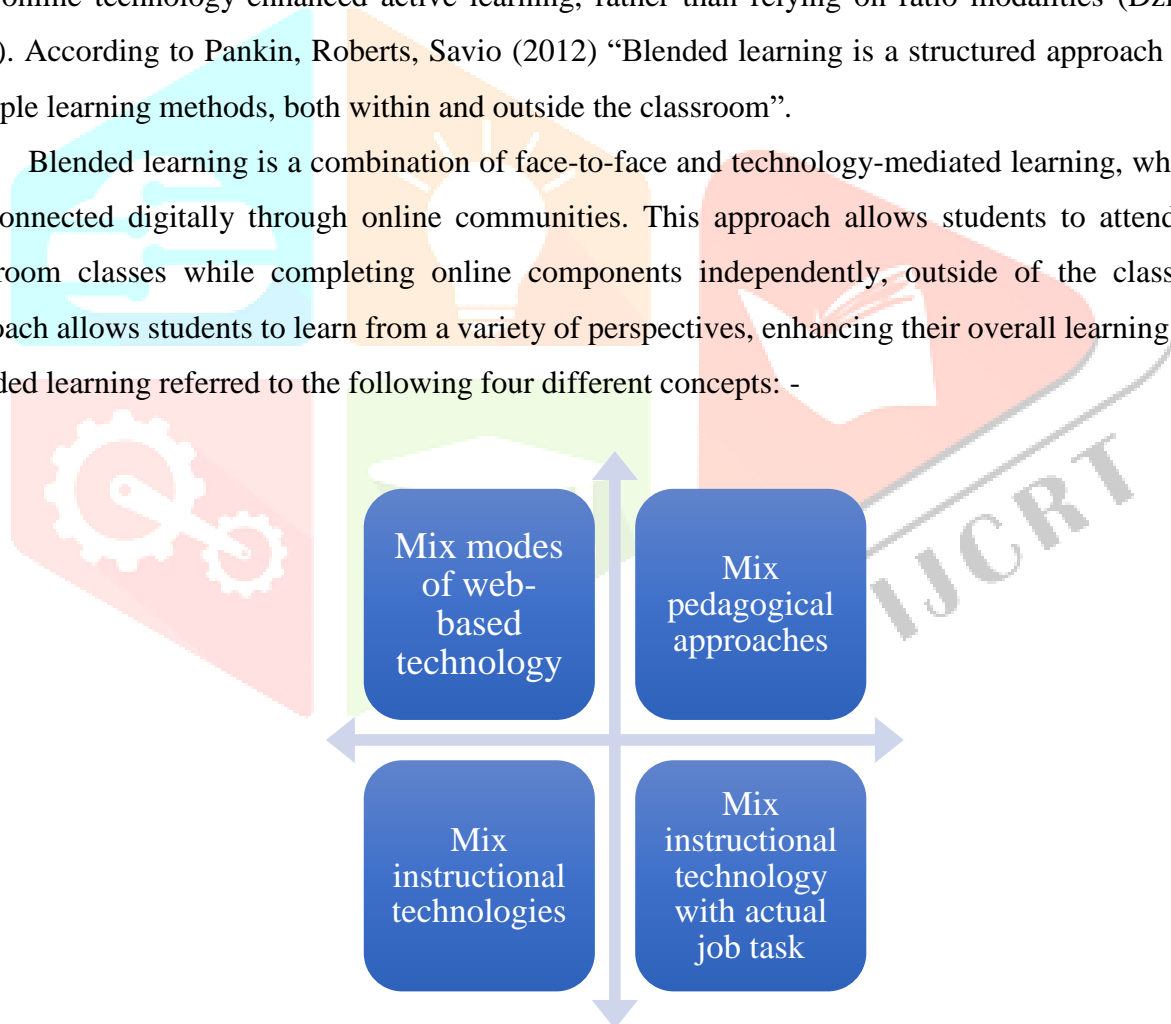 online technology-enhanced active learning, rather than relying on ratio modalities
). According to Pankin, Roberts, Savio (2012) “Blended learning is a structured approach
ple learning methods, both within and outside the classroom”.
Blended learning is a combination of face-to-face and technology-mediated learning, wh
onnected digitally through online communities. This approach allows students to attend
room classes while completing online components independently, outside of the class
oach allows students to learn from a variety of perspectives, enhancing their overall learning
ded learning referred to the following four different concepts: -
Mix modes
of web-
based
technology
Mix
pedagogical
approaches
Mix
instructional
technologies
Mix
instructional
technology
with actual
job task
IJCRT